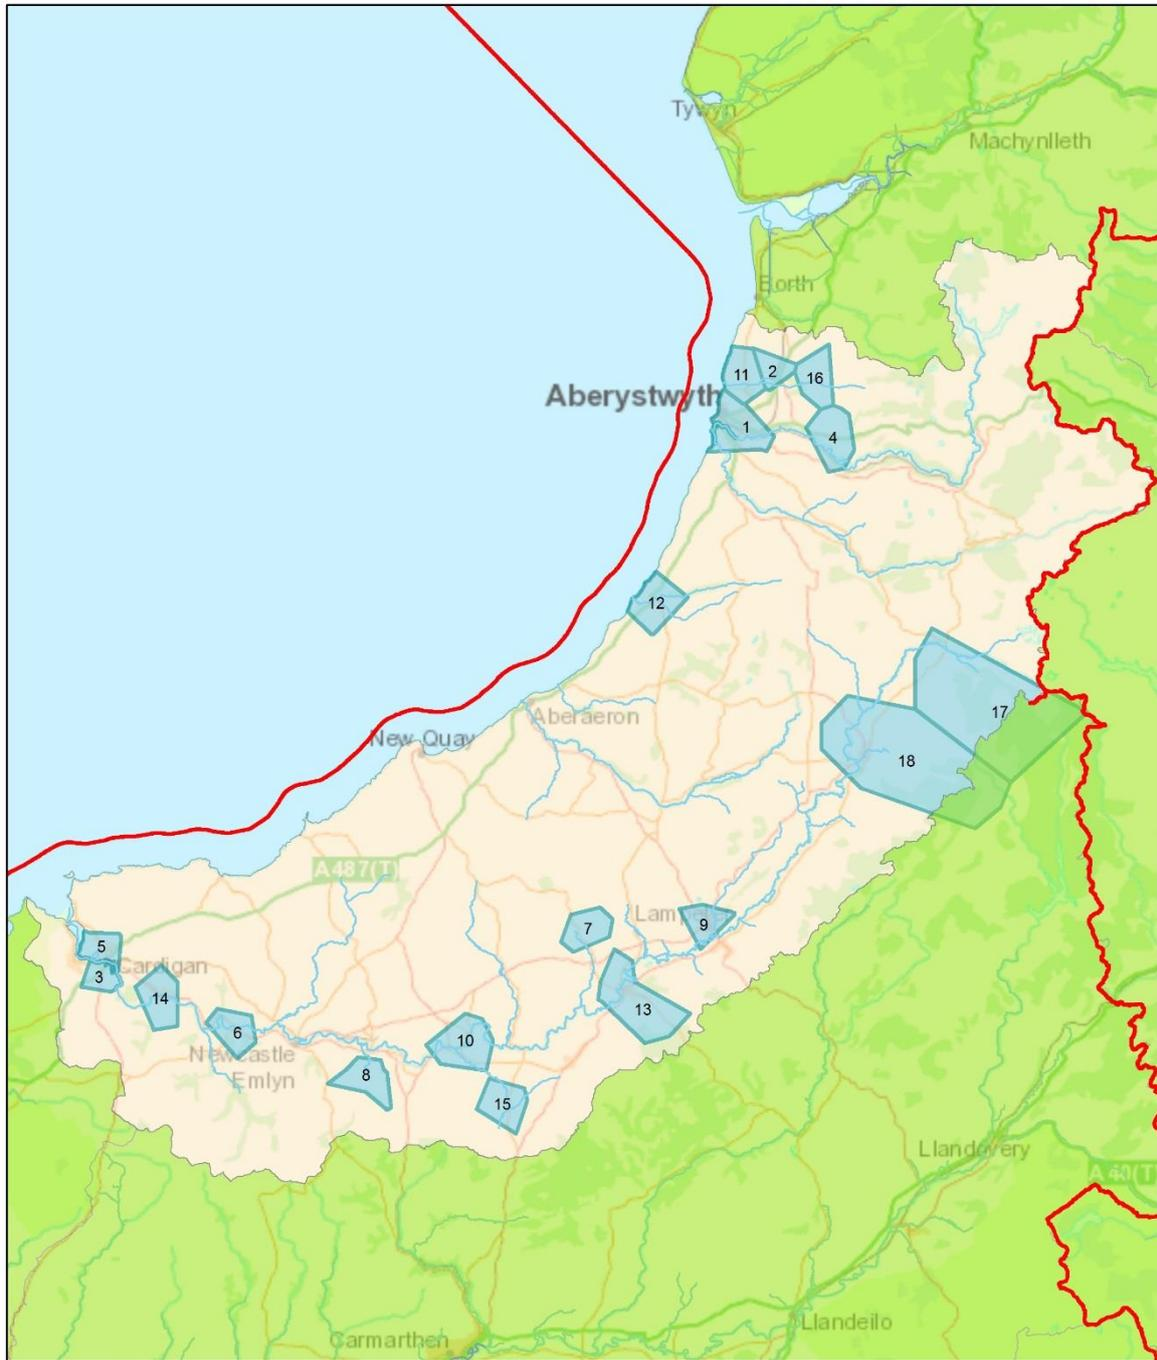 Tywyn
Machynlleth
Borth
11
2
16
Aberystwyth
1
4
12
17
Aberaeron
New Quay
18
A487(T)
Lampeter
9
7
5
Cardigan
3
14
13
6
10
Newcastle
Emlyn
8
15
Llandovery
A40(T)
Llandeilo
Carmarthen